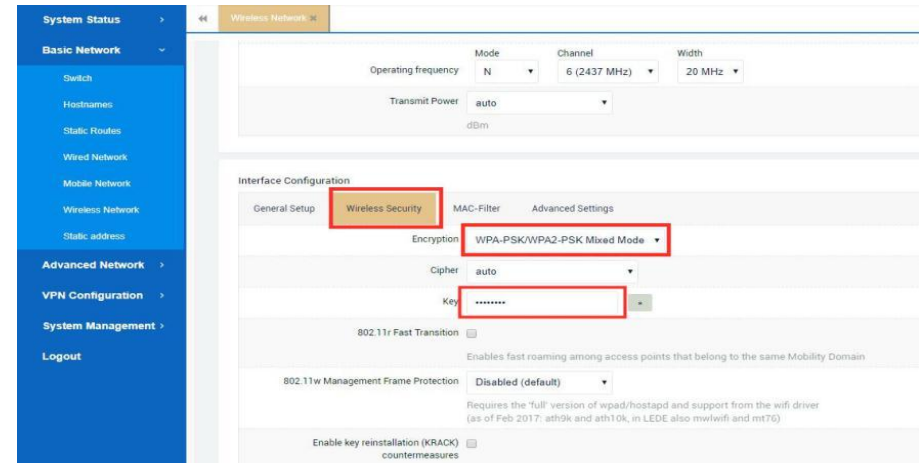 System Status
Basic Network
Switch
Hostnames
Static Routes
Wired Network
Mobile Network
Wireless Network
Static address
Advanced Network
VPN Configuration
System Management
Logout
Wireless Network
Mode Channel Width
Operating frequency N 6 (2437 MHz) 20 MHz
Transmit Power auto
dBm
Interface Configuration
General Setup Wireless Security MAC-Filter Advanced Settings
Encryption WPA-PSK/WPA2-PSK Mixed Mode
Cipher auto
Key ••••••••
802.11r Fast Transition
Enables fast roaming among access points that belong to the same Mobility Domain
802.11w Management Frame Protection Disabled (default)
Requires the 'full' version of wpad/hostapd and support from the wifi driver
(as of Feb 2017: ath9k and ath10k, in LEDE also mwlwifi and mt76)
Enable key reinstallation (KRACK)
countermeasures